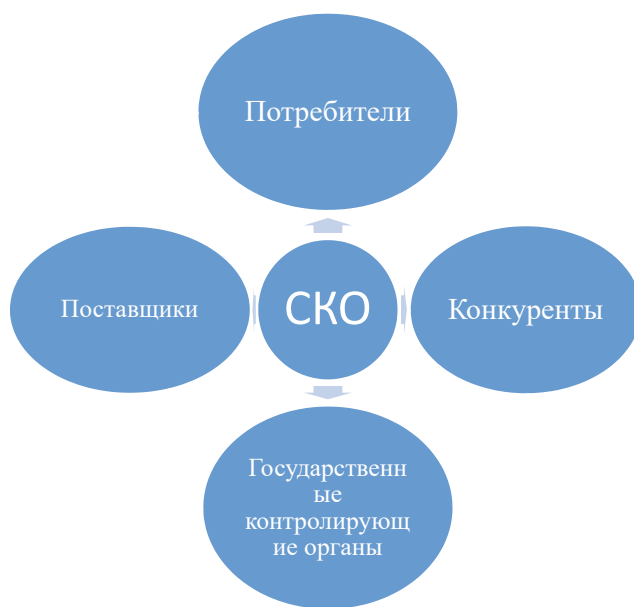 Потребители
Поставщики
СКО
Конкуренты
Государственн
ые
контролирующ
ие органы